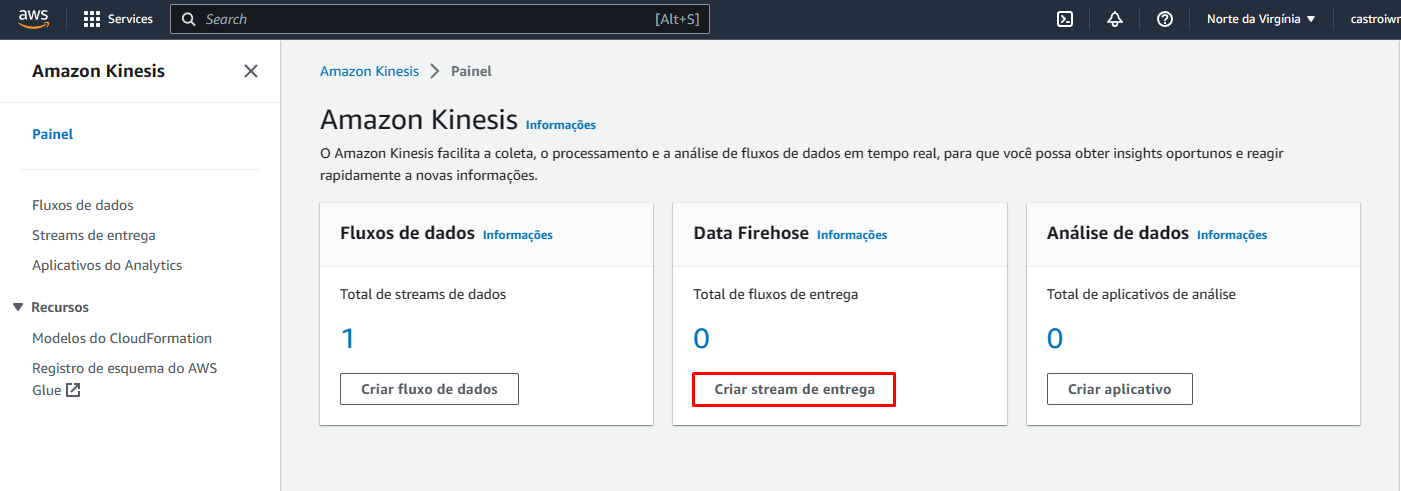 aws
Services
Search
[Alt+S]
Norte da Virgínia ▼
castroiwn
Amazon Kinesis
Painel
Fluxos de dados
Streams de entrega
Aplicativos do Analytics
Recursos
Modelos do CloudFormation
Registro de esquema do AWS
Glue
Amazon Kinesis > Painel
Amazon Kinesis Informações
O Amazon Kinesis facilita a coleta, o processamento e a análise de fluxos de dados em tempo real, para que você possa obter insights oportunos e reagir
rapidamente a novas informações.
Fluxos de dados Informações
Total de streams de dados
1
Criar fluxo de dados
Data Firehose Informações
Total de fluxos de entrega
0
Criar stream de entrega
Análise de dados Informações
Total de aplicativos de análise
0
Criar aplicativo